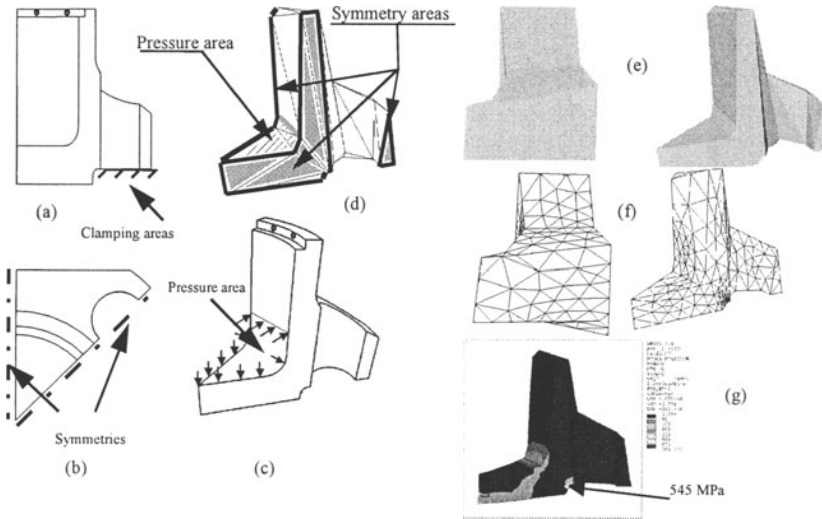 Symmetry areas
Pressure area
(a)
Clamping areas
(d)
(e)
(f)
Pressure area
Symmetries
(b)
(c)
(g)
545 MPa